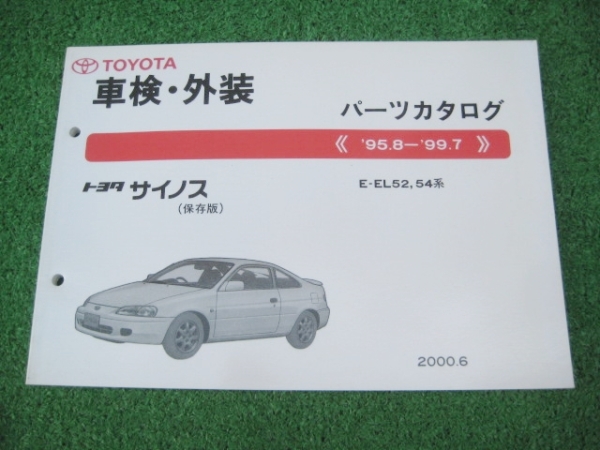 TOYOTA
車検・外装
パーツカタログ
《 '95.8－'99.7 》
トヨタ サイノス
(保存版)
E-EL52,54系
2000.6